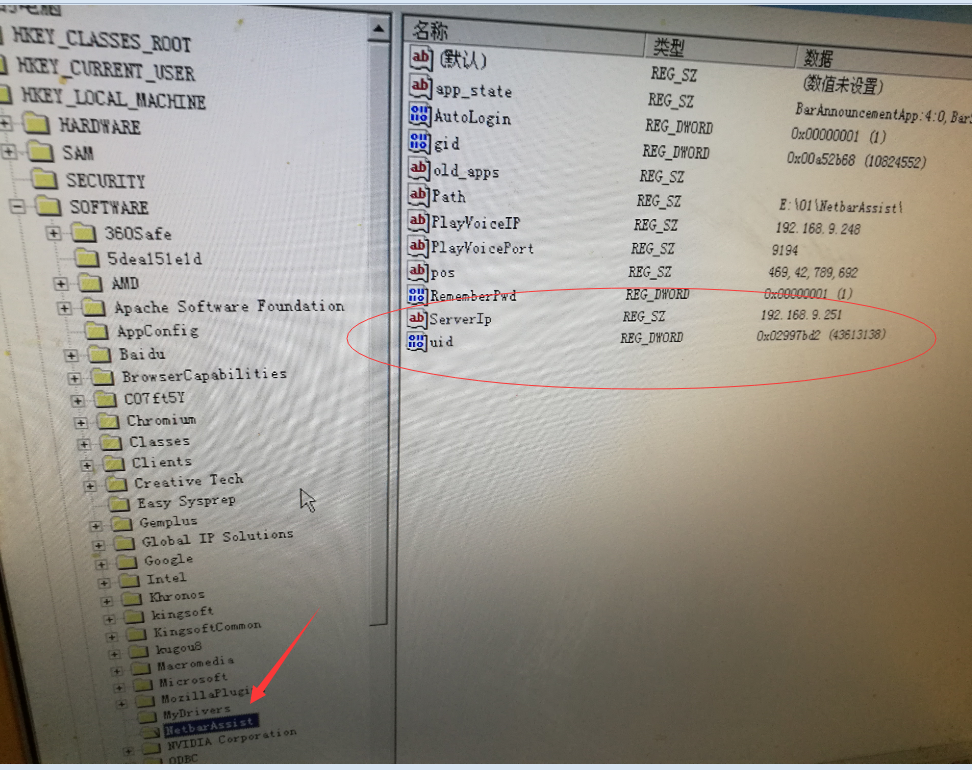 HKEY_CLASSES_ROOT
HKEY_CURRENT_USER
HKEY_LOCAL_MACHINE
HARDWARE
SAM
SECURITY
SOFTWARE
360Safe
5dea151e1d
AMD
Apache Software Foundation
AppConfig
Baidu
BrowserCapabilities
CO7ft5Y
Chromium
Classes
Clients
Creative Tech
Easy Sysprep
Gemplus
Global IP Solutions
Google
Intel
Khronos
kingsoft
KingsoftCommon
kugou8
Macromedia
Microsoft
MozillaPlugi
MyDrivers
NetbarAssist
NVIDIA Corporation
ODBC
名称 类型 数据
(默认) REG_SZ (数值未设置)
app_state REG_SZ BarAnnouncementApp:4:0,BarS
AutoLogin REG_DWORD 0x00000001 (1)
gid REG_DWORD 0x00a52b68 (10824552)
old_apps REG_SZ
Path REG_SZ E:\01\NetbarAssist\
PlayVoiceIP REG_SZ 192.168.9.248
PlayVoicePort REG_SZ 9194
pos REG_SZ 469,42,789,692
RememberPwd REG_DWORD 0x00000001 (1)
ServerIp REG_SZ 192.168.9.251
uid REG_DWORD 0x02997bd2 (43613138)